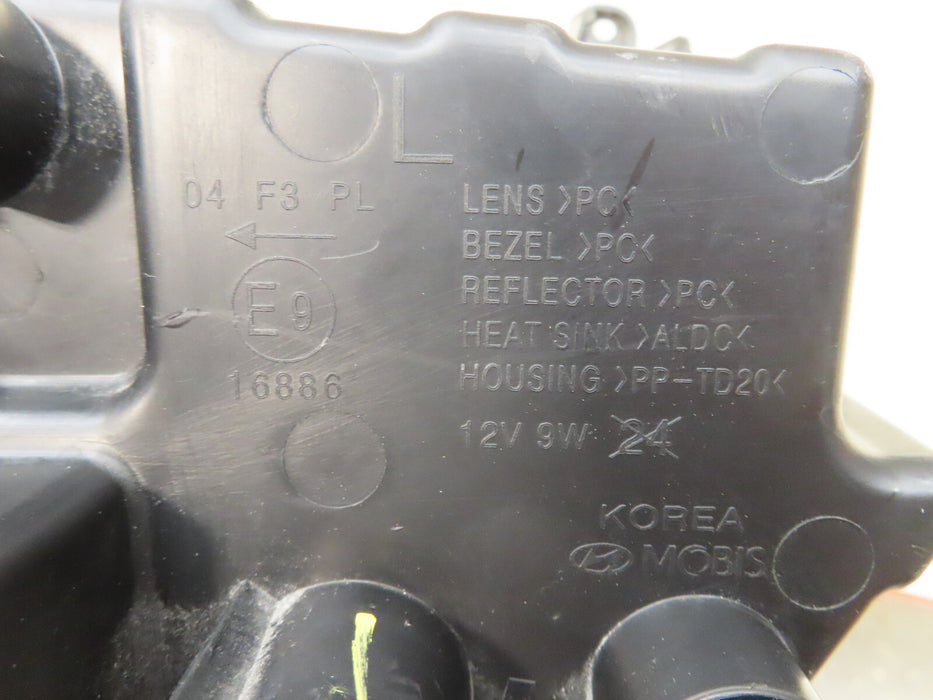 L
04 F3 PL
E 9
16886
LENS >PC<
BEZEL >PC<
REFLECTOR >PC<
HEAT SINK >ALDC<
HOUSING >PP-TD20<
12V 9W 24
KOREA
MOBIS